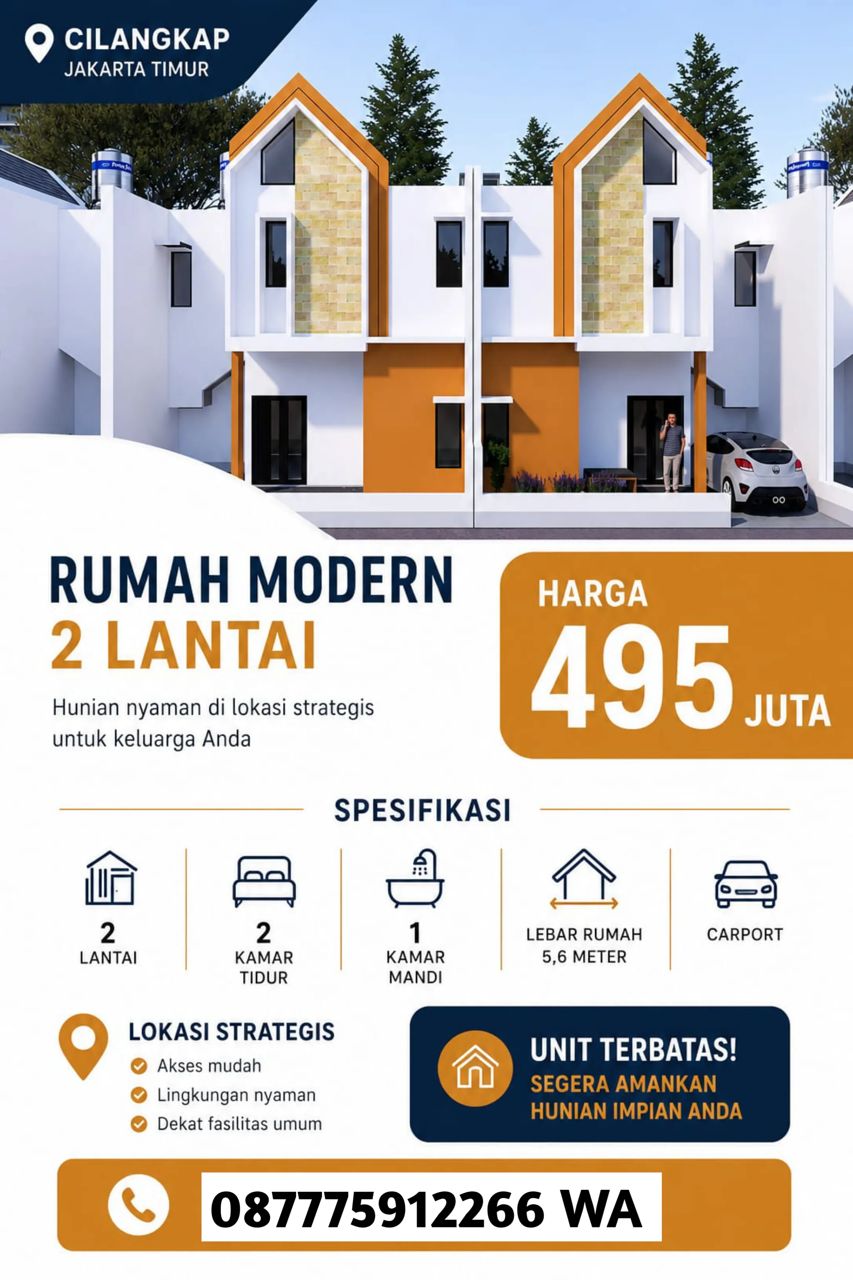 CILANGKAP
JAKARTA TIMUR
RUMAH MODERN
2 LANTAI
Hunian nyaman di lokasi strategis
untuk keluarga Anda
HARGA
495 JUTA
SPESIFIKASI
2
LANTAI
2
KAMAR
TIDUR
1
KAMAR
MANDI
LEBAR RUMAH
5,6 METER
CARPORT
LOKASI STRATEGIS
Akses mudah
Lingkungan nyaman
Dekat fasilitas umum
UNIT TERBATAS!
SEGERA AMANKAN
HUNIAN IMPIAN ANDA
087775912266 WA